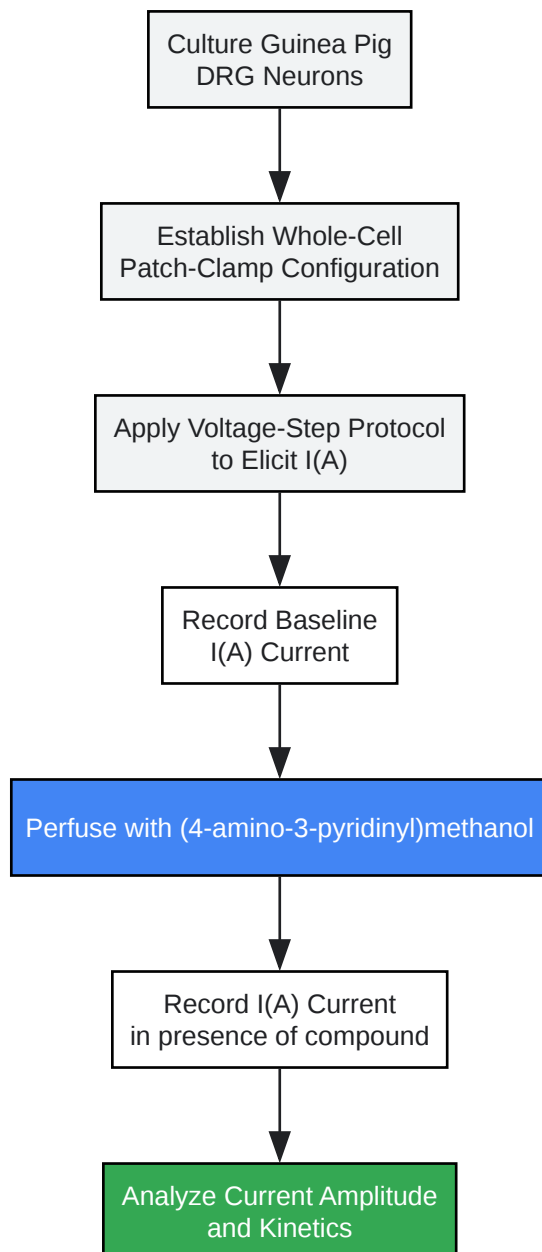 Culture Guinea Pig
DRG Neurons
Establish Whole-Cell
Patch-Clamp Configuration
Apply Voltage-Step Protocol
to Elicit I(A)
Record Baseline
I(A) Current
Perfuse with (4-amino-3-pyridinyl)methanol
Record I(A) Current
in presence of compound
Analyze Current Amplitude
and Kinetics